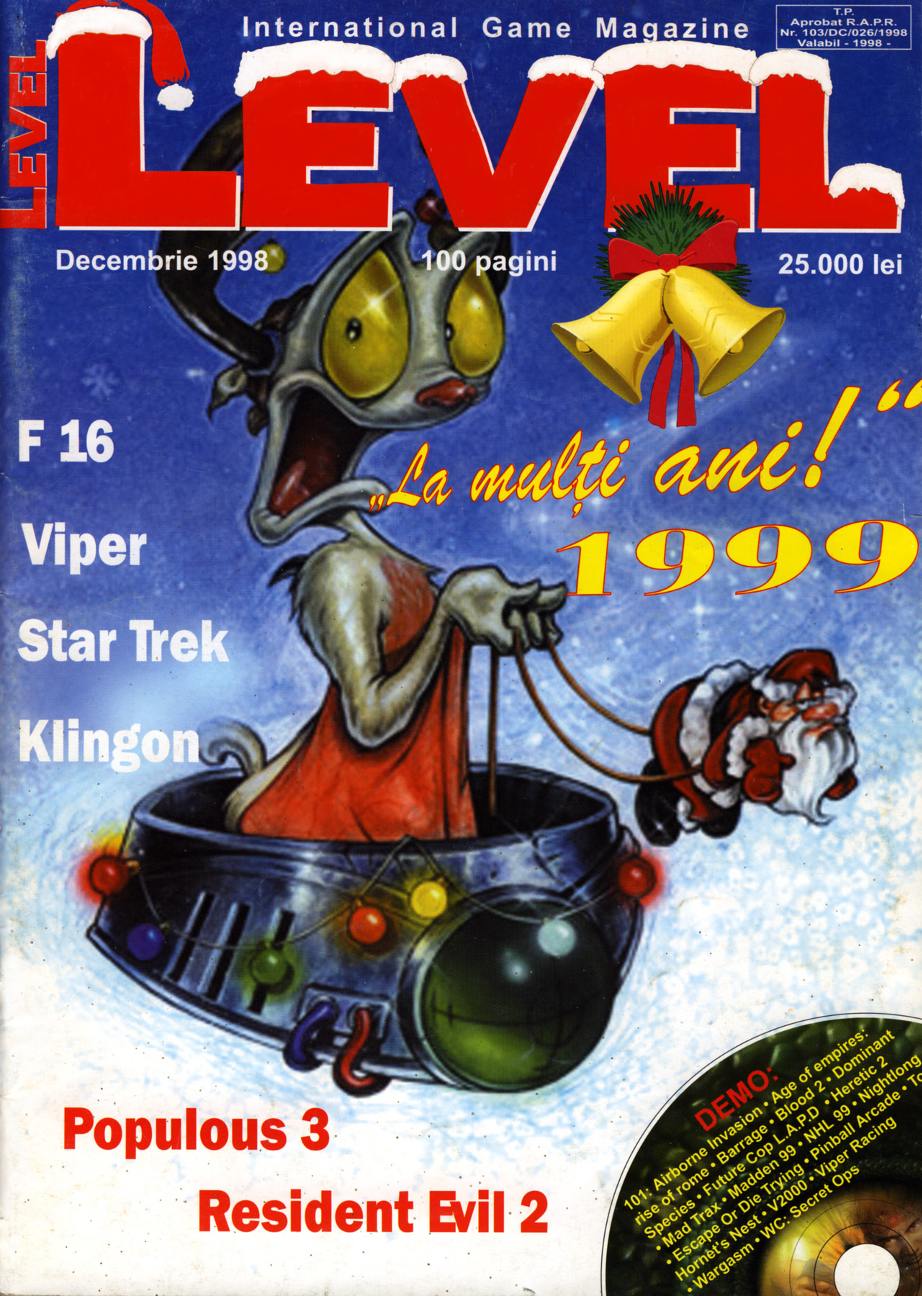 International Game Magazine
T.P.
Aprobat R.A.P.R.
Nr. 103/DC/026/1998
Valabil - 1998 -
LEVEL
LEVEL
Decembrie 1998
100 pagini
25.000 lei
F 16
„La mulţi ani!“
Viper
1999
Star Trek
Klingon
Populous 3
Resident Evil 2
DEMO:
101: Airborne Invasion • Age of empires:
rise of rome • Barrage • Blood 2 • Dominant
Species • Future Cop L.A.P.D • Heretic 2
• Mad Trax • Madden 99 • NHL 99 • Nightlong
• Escape Or Die Trying • Pinball Arcade •
Hornet's Nest • V2000 • Viper Racing
• Wargasm • WC: Secret Ops